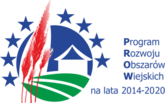 Program
Rozwoju
Obszarów
Wiejskich
na lata 2014-2020